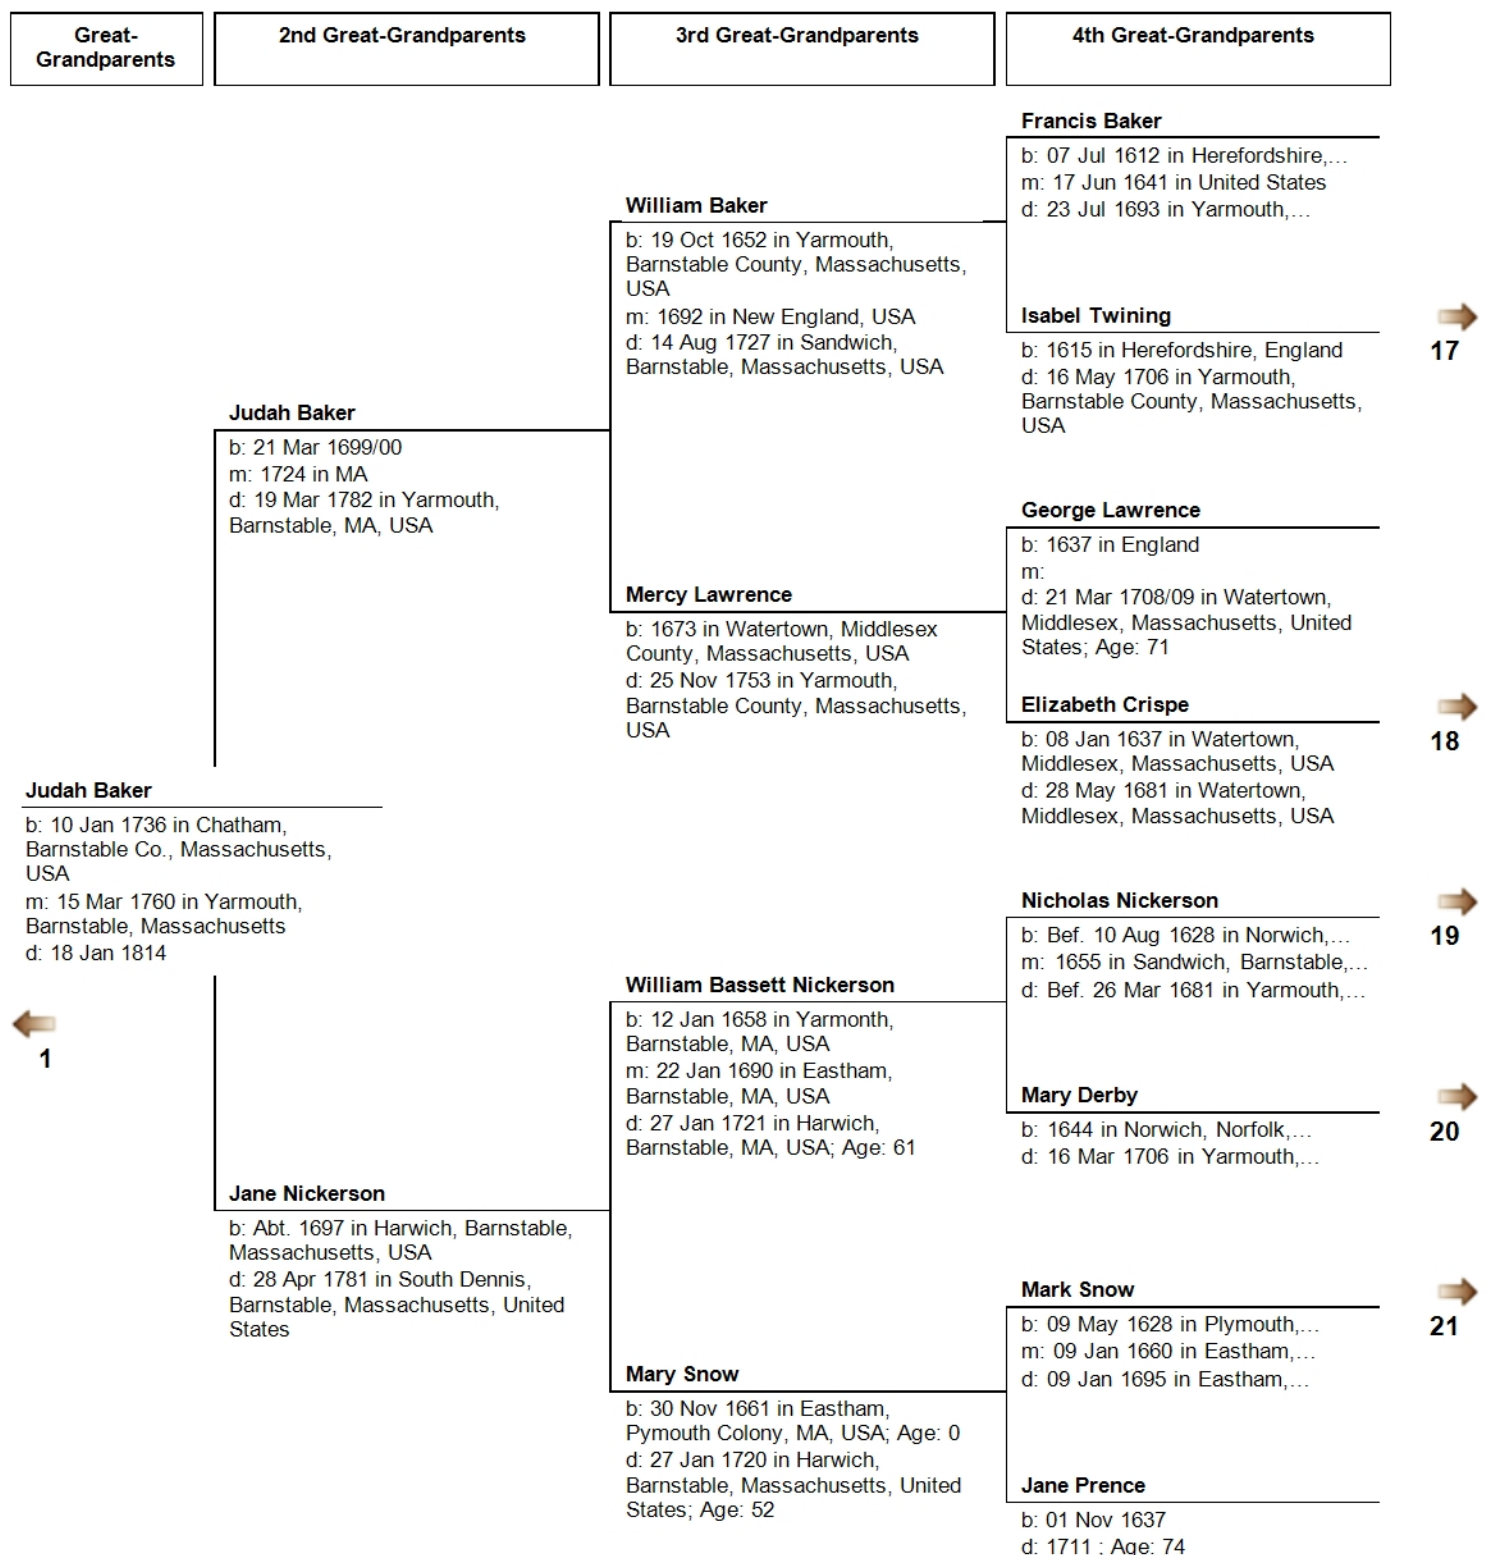 Great-
Grandparents
2nd Great-Grandparents
3rd Great-Grandparents
4th Great-Grandparents
Francis Baker
b: 07 Jul 1612 in Herefordshire,...
m: 17 Jun 1641 in United States
d: 23 Jul 1693 in Yarmouth,...
William Baker
b: 19 Oct 1652 in Yarmouth,
Barnstable County, Massachusetts,
USA
m: 1692 in New England, USA
d: 14 Aug 1727 in Sandwich,
Barnstable, Massachusetts, USA
Isabel Twining
b: 1615 in Herefordshire, England
d: 16 May 1706 in Yarmouth,
Barnstable County, Massachusetts,
USA
17
Judah Baker
b: 21 Mar 1699/00
m: 1724 in MA
d: 19 Mar 1782 in Yarmouth,
Barnstable, MA, USA
George Lawrence
b: 1637 in England
m:
d: 21 Mar 1708/09 in Watertown,
Middlesex, Massachusetts, United
States; Age: 71
Mercy Lawrence
b: 1673 in Watertown, Middlesex
County, Massachusetts, USA
d: 25 Nov 1753 in Yarmouth,
Barnstable County, Massachusetts,
USA
Elizabeth Crispe
b: 08 Jan 1637 in Watertown,
Middlesex, Massachusetts, USA
d: 28 May 1681 in Watertown,
Middlesex, Massachusetts, USA
18
Judah Baker
b: 10 Jan 1736 in Chatham,
Barnstable Co., Massachusetts,
USA
m: 15 Mar 1760 in Yarmouth,
Barnstable, Massachusetts
d: 18 Jan 1814
1
Nicholas Nickerson
b: Bef. 10 Aug 1628 in Norwich,...
m: 1655 in Sandwich, Barnstable,...
d: Bef. 26 Mar 1681 in Yarmouth,...
19
William Bassett Nickerson
b: 12 Jan 1658 in Yarmonth,
Barnstable, MA, USA
m: 22 Jan 1690 in Eastham,
Barnstable, MA, USA
d: 27 Jan 1721 in Harwich,
Barnstable, MA, USA; Age: 61
Mary Derby
b: 1644 in Norwich, Norfolk,...
d: 16 Mar 1706 in Yarmouth,...
20
Jane Nickerson
b: Abt. 1697 in Harwich, Barnstable,
Massachusetts, USA
d: 28 Apr 1781 in South Dennis,
Barnstable, Massachusetts, United
States
Mark Snow
b: 09 May 1628 in Plymouth,...
m: 09 Jan 1660 in Eastham,...
d: 09 Jan 1695 in Eastham,...
21
Mary Snow
b: 30 Nov 1661 in Eastham,
Pymouth Colony, MA, USA; Age: 0
d: 27 Jan 1720 in Harwich,
Barnstable, Massachusetts, United
States; Age: 52
Jane Prence
b: 01 Nov 1637
d: 1711 ; Age: 74